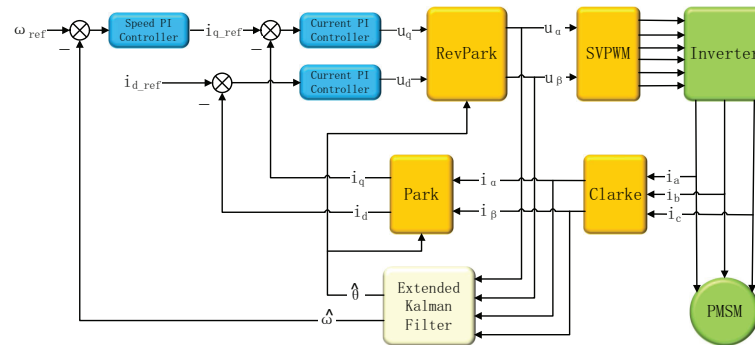 ω ref
−
Speed PI
Controller
i q_ref
−
Current PI
Controller
u q
RevPark
u α
SVPWM
Inverter
i d_ref
−
Current PI
Controller
u d
u β
i q
Park
i α
Clarke
i a
i b
i d
i β
i c
θ̂
ω̂
Extended
Kalman
Filter
PMSM